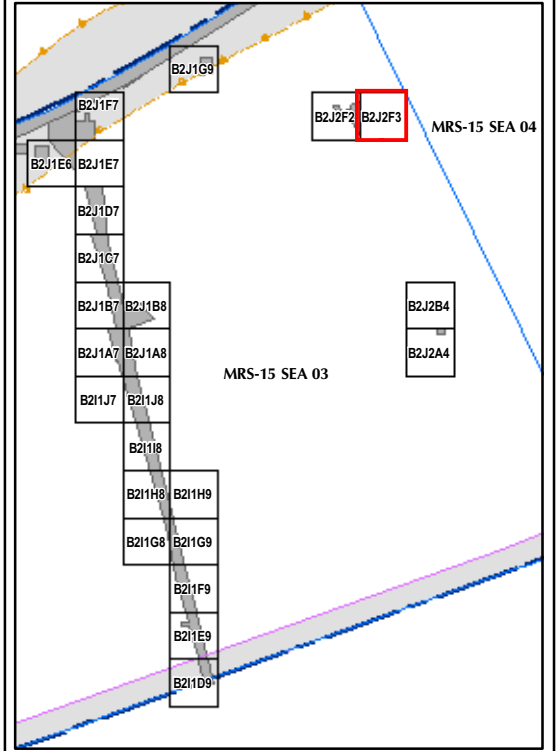 B2J1G9
B2J1F7
B2J2F2 B2J2F3
MRS-15 SEA 04
B2J1E6 B2J1E7
B2J1D7
B2J1C7
B2J1B7 B2J1B8
B2J2B4
B2J1A7 B2J1A8
B2J2A4
MRS-15 SEA 03
B2I1J7 B2I1J8
B2I1I8
B2I1H8 B2I1H9
B2I1G8 B2I1G9
B2I1F9
B2I1E9
B2I1D9